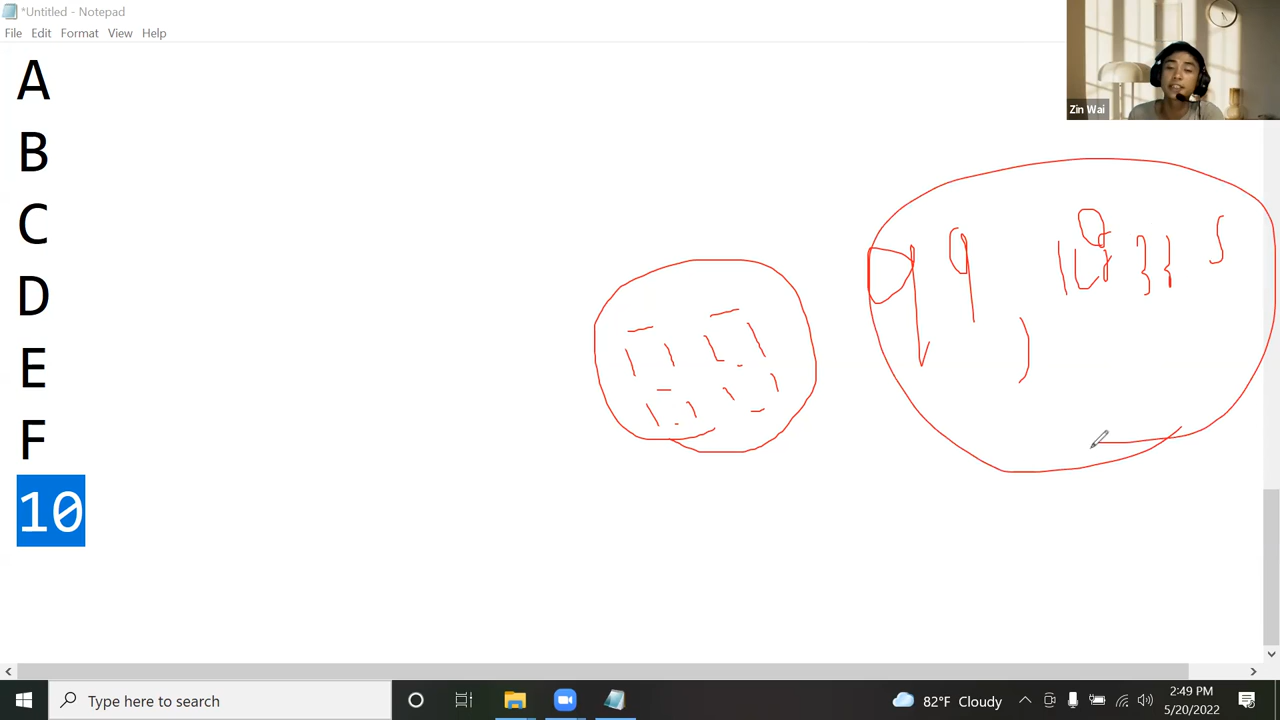 *Untitled - Notepad
File Edit Format View Help
Zin Wai
A
B
C
D
E
F
10
Type here to search
82°F Cloudy
2:49 PM
5/20/2022